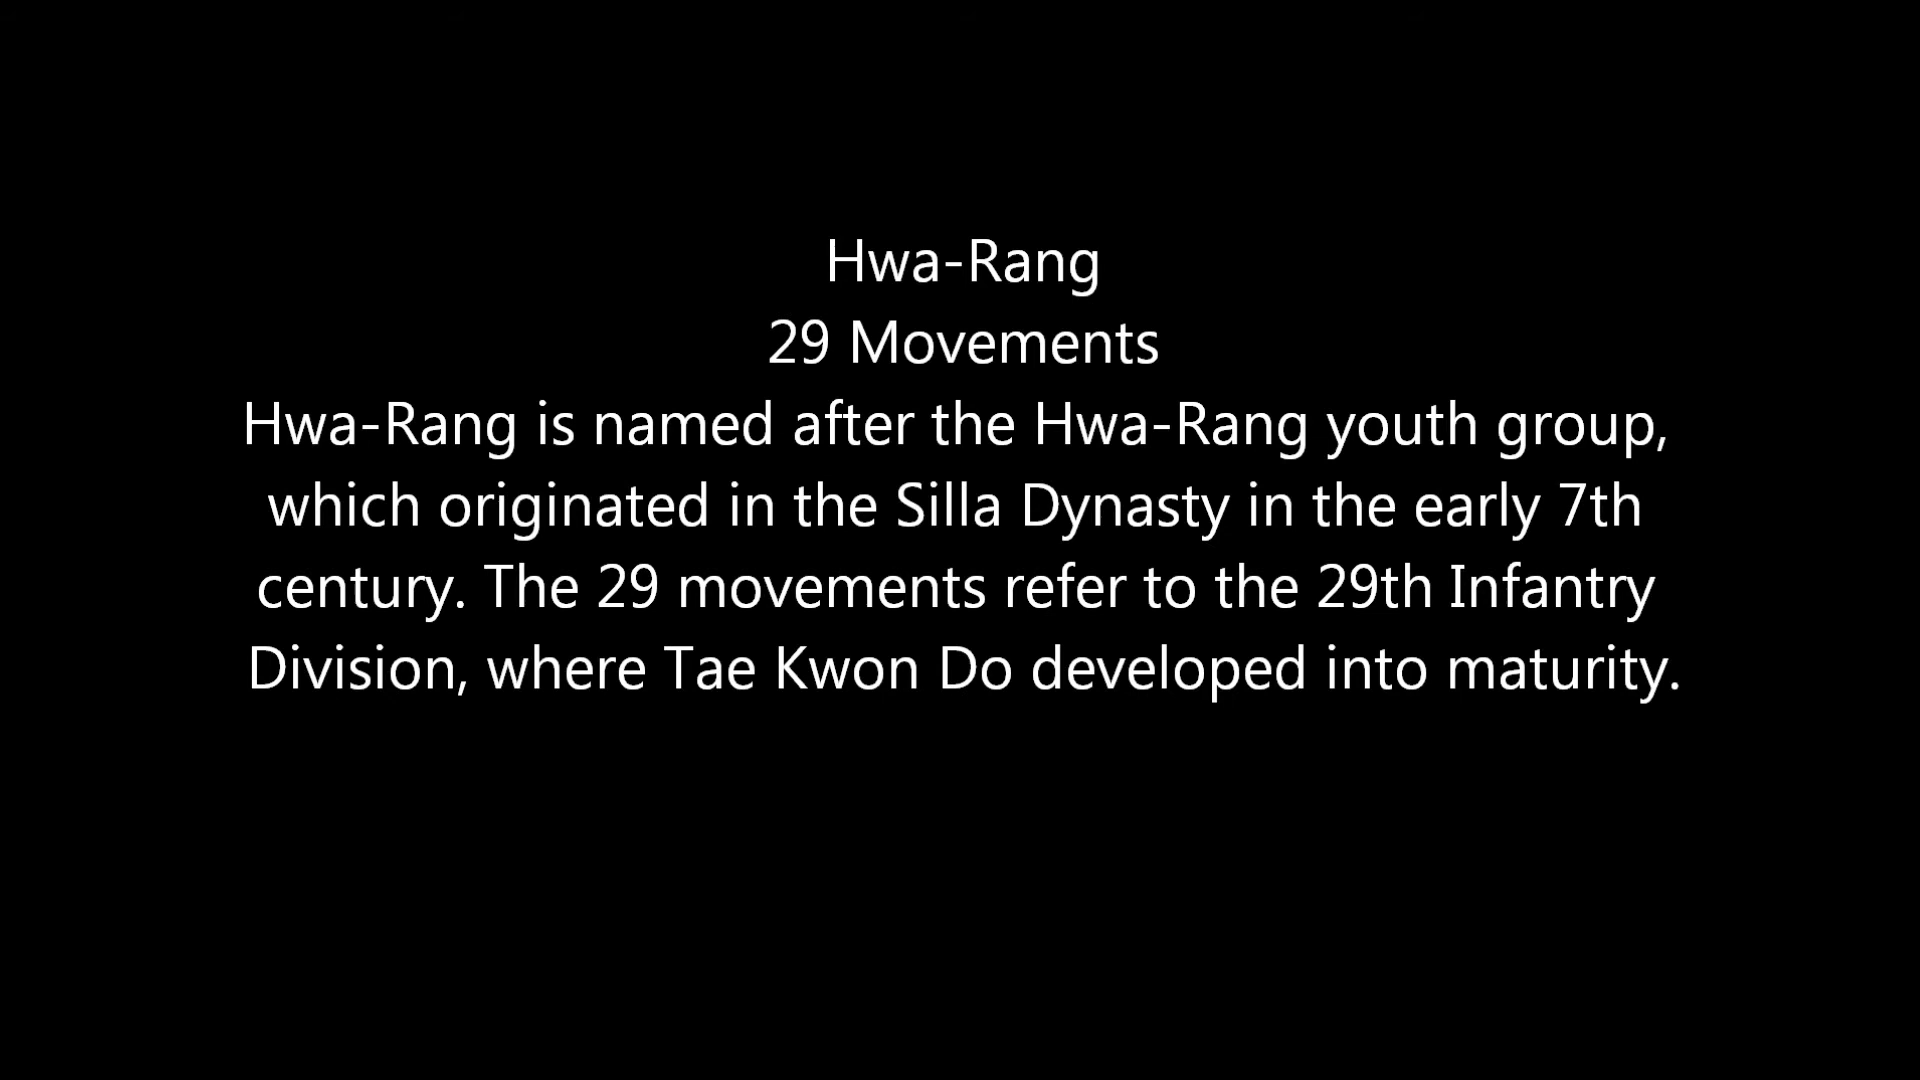 Hwa-Rang
29 Movements
Hwa-Rang is named after the Hwa-Rang youth group,
which originated in the Silla Dynasty in the early 7th
century. The 29 movements refer to the 29th Infantry
Division, where Tae Kwon Do developed into maturity.